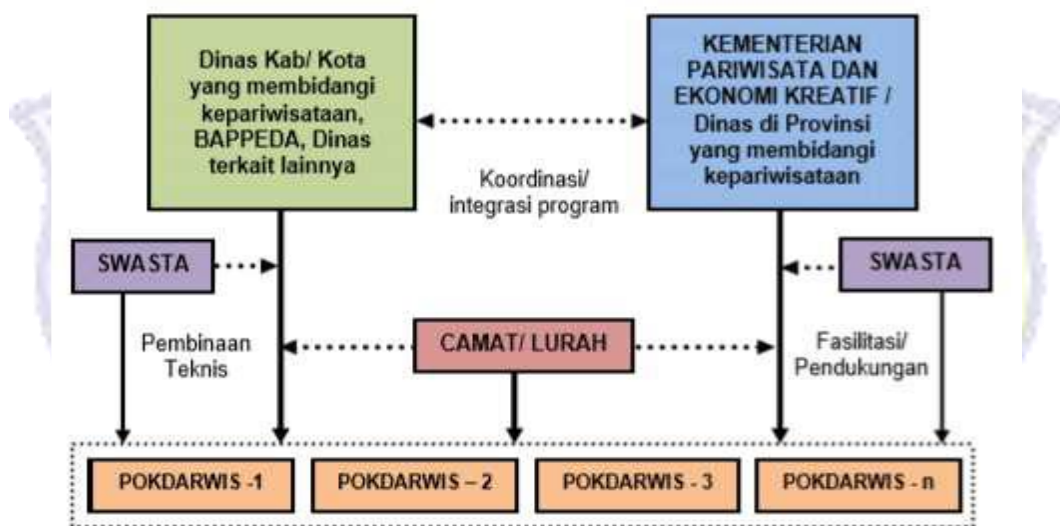 Dinas Kab/ Kota
yang membidangi
kepariwisataan,
BAPPEDA, Dinas
terkait lainnya
KEMENTERIAN
PARIWISATA DAN
EKONOMI KREATIF /
Dinas di Provinsi
yang membidangi
kepariwisataan
Koordinasi/
integrasi program
SWASTA
SWASTA
Pembinaan
Teknis
CAMAT/ LURAH
Fasilitasi/
Pendukungan
POKDARWIS -1
POKDARWIS – 2
POKDARWIS - 3
POKDARWIS - n